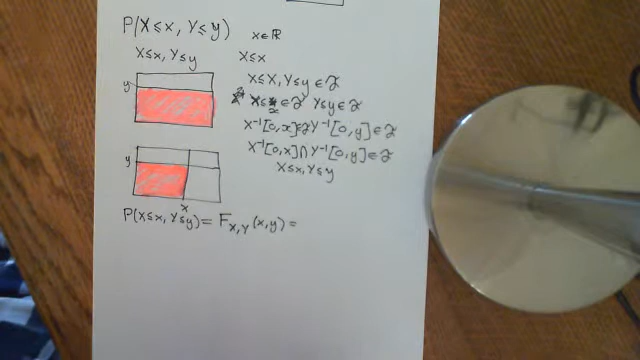 P(X≤x, Y≤y) x∈ℝ
X≤x, Y≤y X≤x
X≤x, Y≤y ∈ ℱ
y
X≤x ∈ ℱ Y≤y ∈ ℱ
X⁻¹[0,x]∈ℱ Y⁻¹[0,y] ∈ ℱ
X⁻¹[0,x] ∩ Y⁻¹[0,y] ∈ ℱ
y
X≤x, Y≤y
x
P(X≤x, Y≤y) = F_{X,Y}(x,y) =